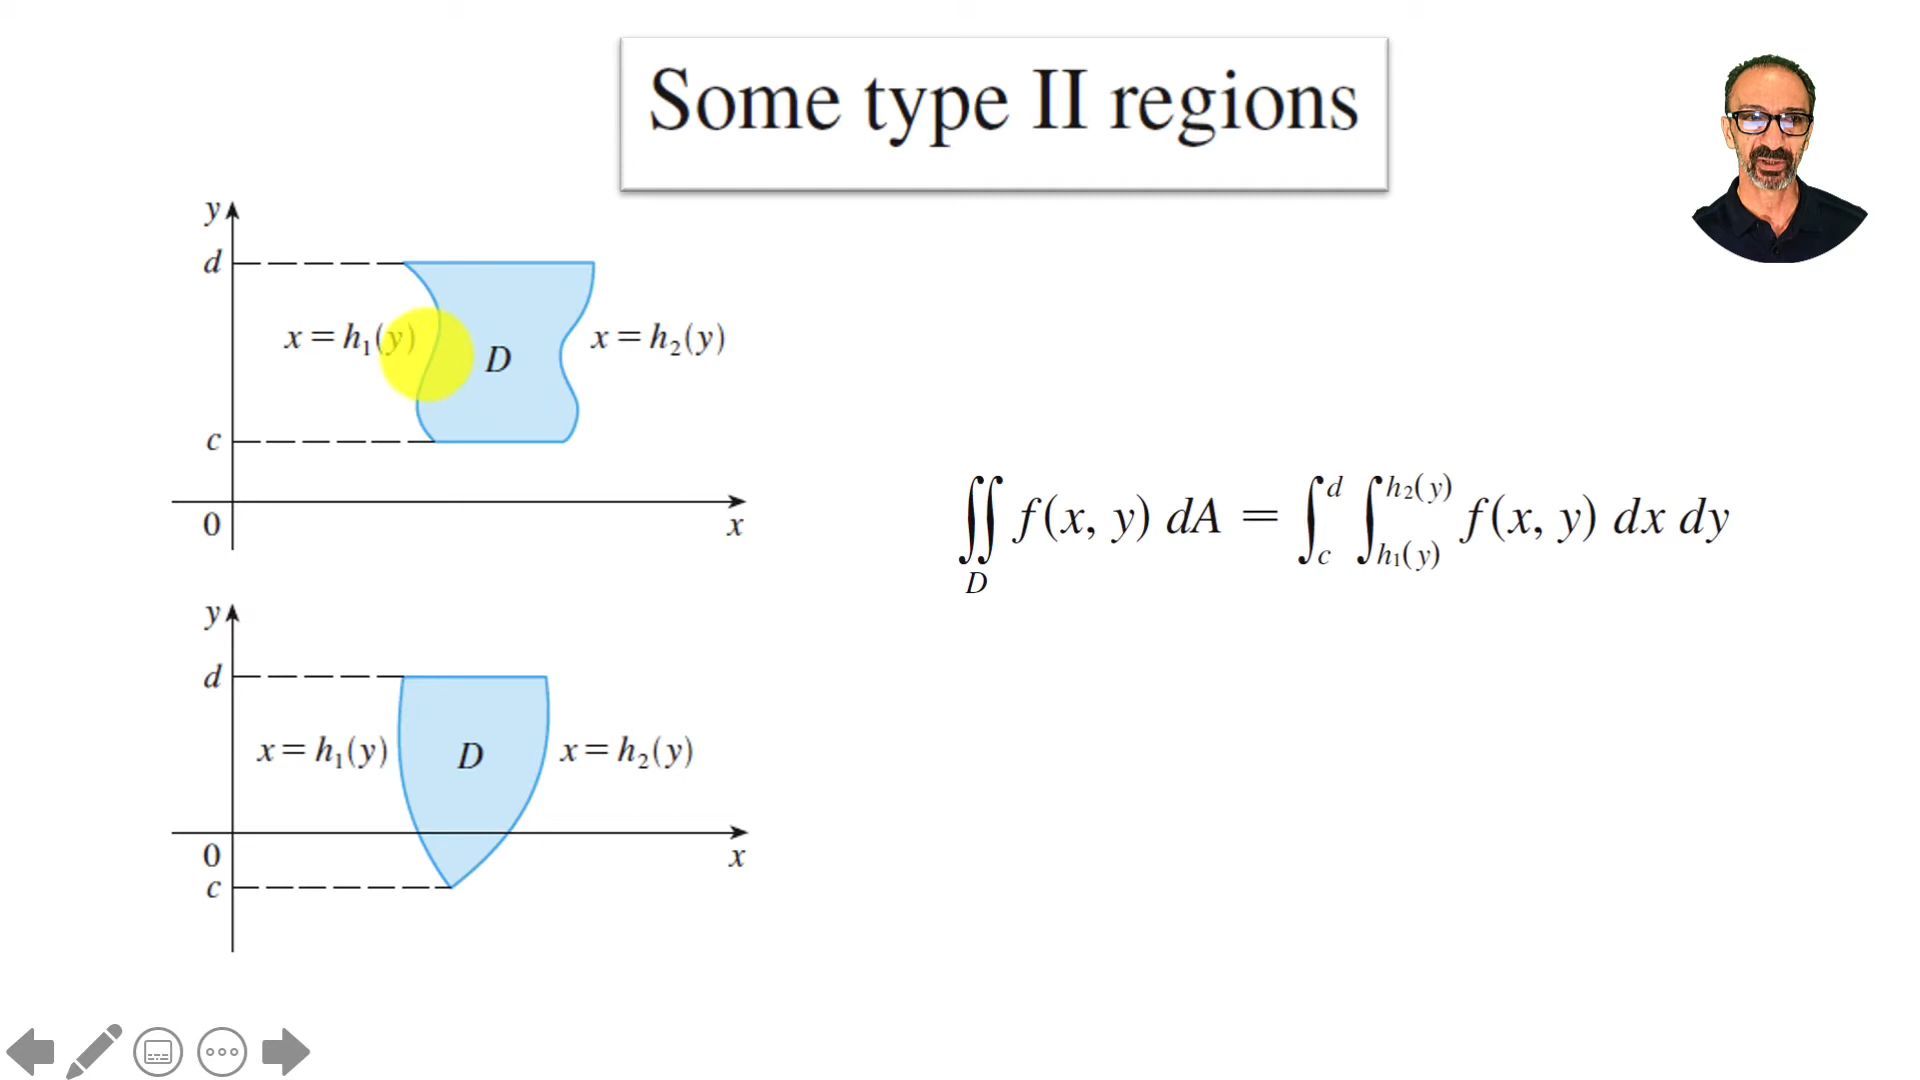 Some type II regions
y
d
x = h₁(y)
D
x = h₂(y)
c
0
x
∬_D f(x, y) dA = ∫_c^d ∫_{h₁(y)}^{h₂(y)} f(x, y) dx dy
y
d
x = h₁(y)
D
x = h₂(y)
0
x
c